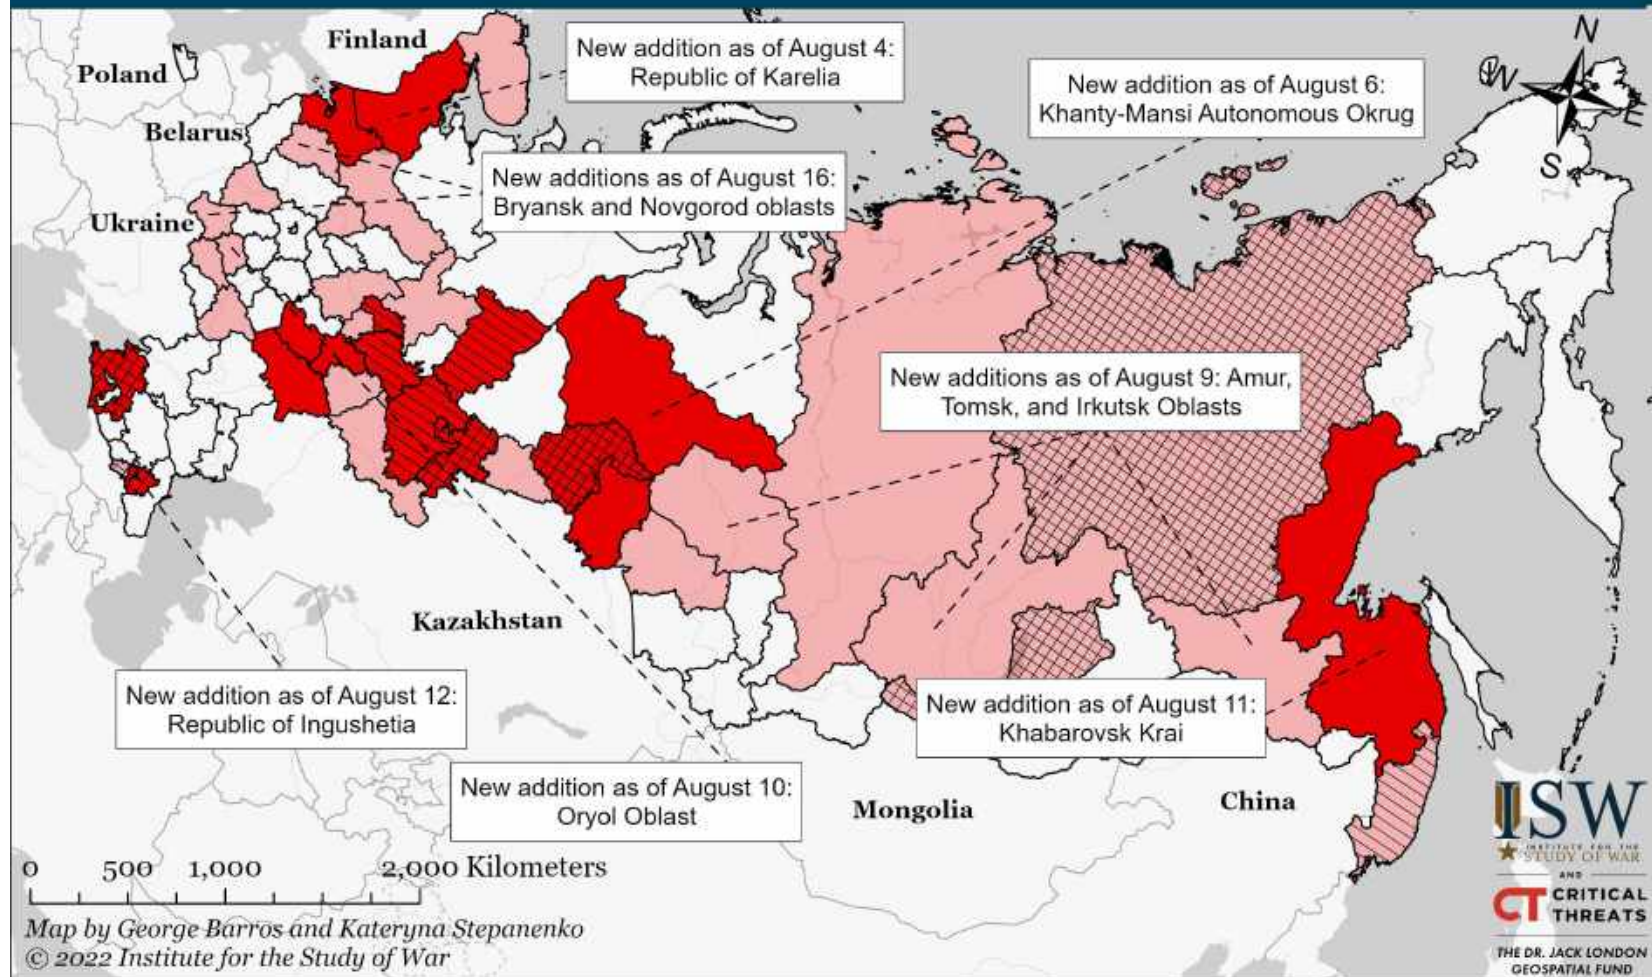 Finland
Poland
Belarus
Ukraine
New addition as of August 4:
Republic of Karelia
New addition as of August 6:
Khanty-Mansi Autonomous Okrug
N
W
E
S
New additions as of August 16:
Bryansk and Novgorod oblasts
New additions as of August 9: Amur,
Tomsk, and Irkutsk Oblasts
Kazakhstan
New addition as of August 12:
Republic of Ingushetia
New addition as of August 11:
Khabarovsk Krai
New addition as of August 10:
Oryol Oblast
Mongolia
China
0 500 1,000 2,000 Kilometers
Map by George Barros and Kateryna Stepanenko
© 2022 Institute for the Study of War
ISW
INSTITUTE FOR THE
STUDY OF WAR
AND
CT CRITICAL
THREATS
THE DR. JACK LONDON
GEOSPATIAL FUND